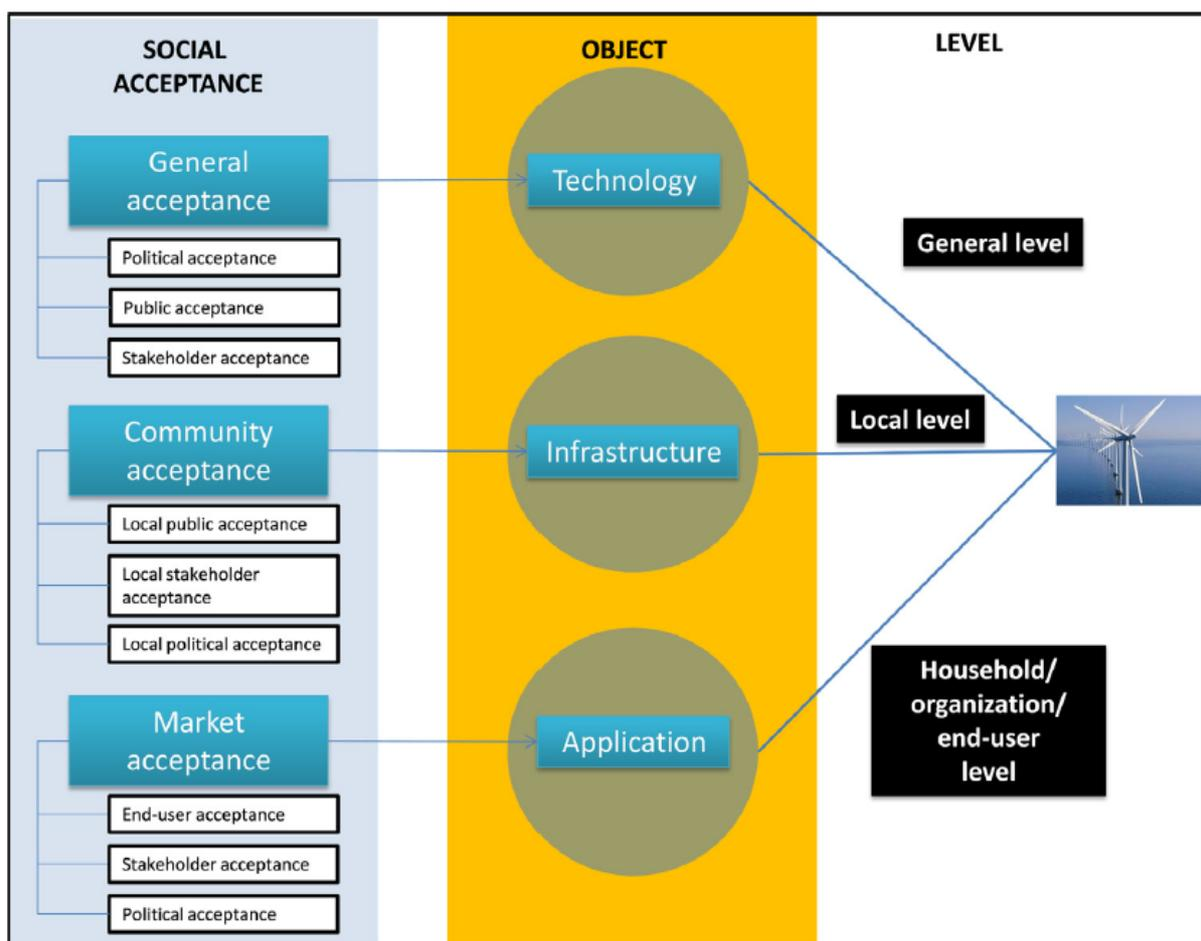 SOCIAL
ACCEPTANCE
OBJECT
LEVEL
General
acceptance
Technology
General level
Political acceptance
Public acceptance
Stakeholder acceptance
Community
acceptance
Infrastructure
Local level
Local public acceptance
Local stakeholder
acceptance
Local political acceptance
Market
acceptance
Application
Household/
organization/
end-user
level
End-user acceptance
Stakeholder acceptance
Political acceptance